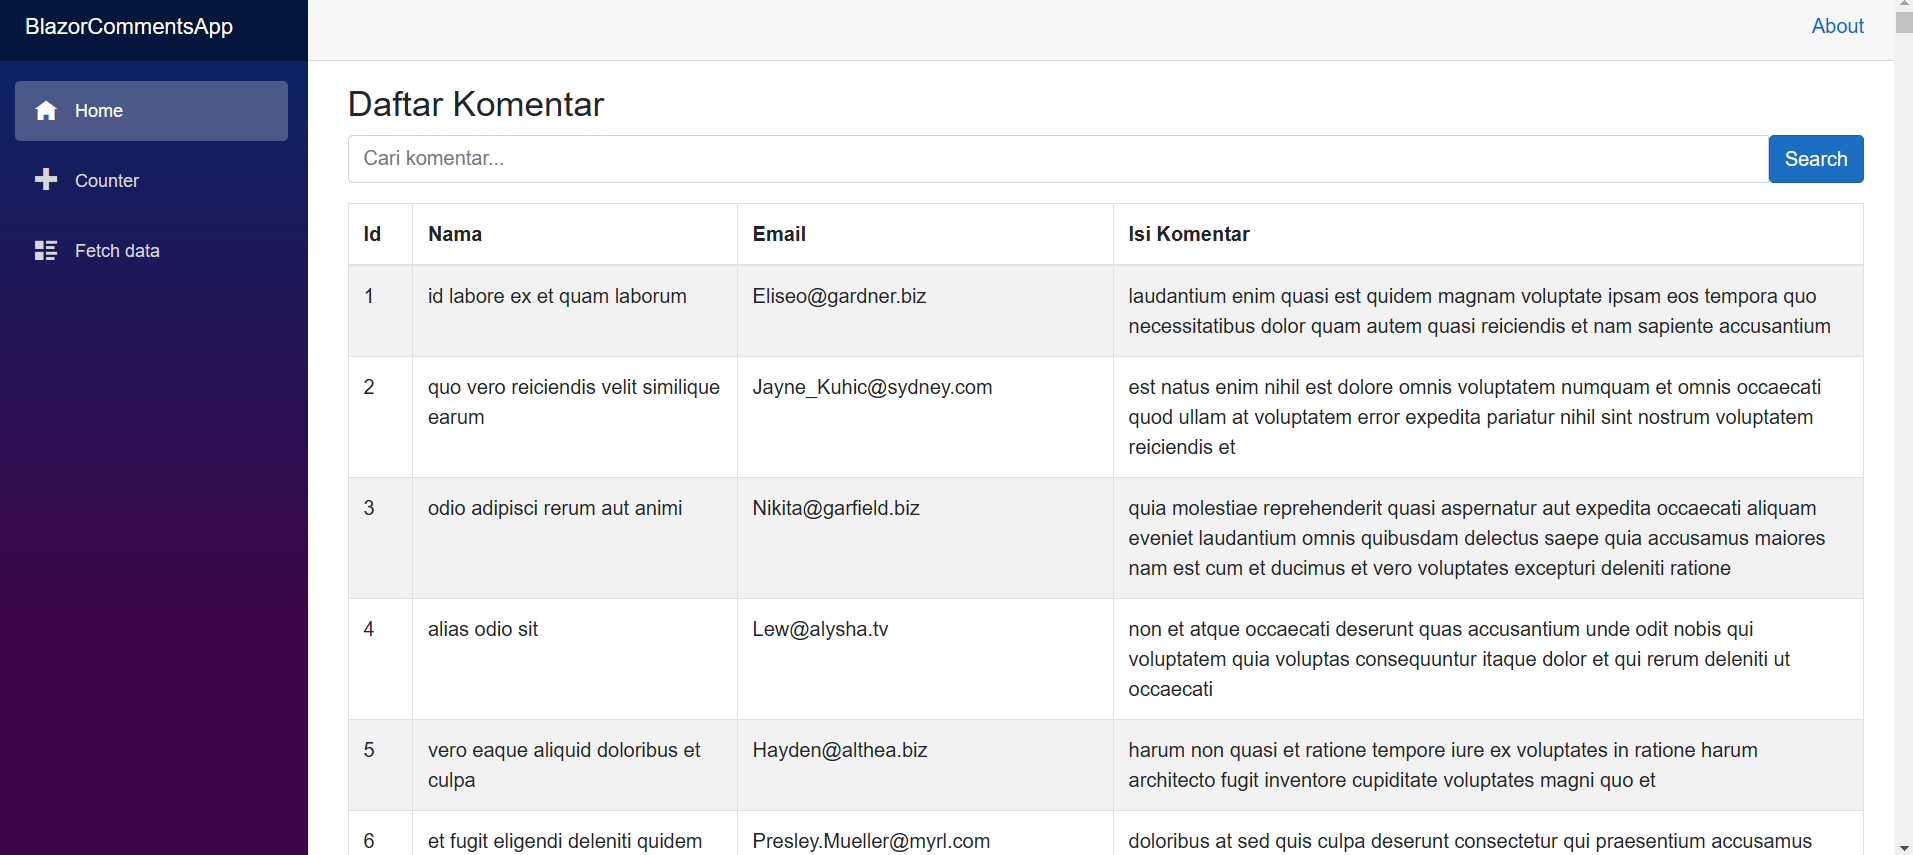 BlazorCommentsApp
About
Home
Counter
Fetch data
Daftar Komentar
Cari komentar...
Search
Id Nama Email Isi Komentar
1 id labore ex et quam laborum Eliseo@gardner.biz laudantium enim quasi est quidem magnam voluptate ipsam eos tempora quo
necessitatibus dolor quam autem quasi reiciendis et nam sapiente accusantium
2 quo vero reiciendis velit similique Jayne_Kuhic@sydney.com est natus enim nihil est dolore omnis voluptatem numquam et omnis occaecati
earum quod ullam at voluptatem error expedita pariatur nihil sint nostrum voluptatem
reiciendis et
3 odio adipisci rerum aut animi Nikita@garfield.biz quia molestiae reprehenderit quasi aspernatur aut expedita occaecati aliquam
eveniet laudantium omnis quibusdam delectus saepe quia accusamus maiores
nam est cum et ducimus et vero voluptates excepturi deleniti ratione
4 alias odio sit Lew@alysha.tv non et atque occaecati deserunt quas accusantium unde odit nobis qui
voluptatem quia voluptas consequuntur itaque dolor et qui rerum deleniti ut
occaecati
5 vero eaque aliquid doloribus et Hayden@althea.biz harum non quasi et ratione tempore iure ex voluptates in ratione harum
culpa architecto fugit inventore cupiditate voluptates magni quo et
6 et fugit eligendi deleniti quidem Presley.Mueller@myrl.com doloribus at sed quis culpa deserunt consectetur qui praesentium accusamus